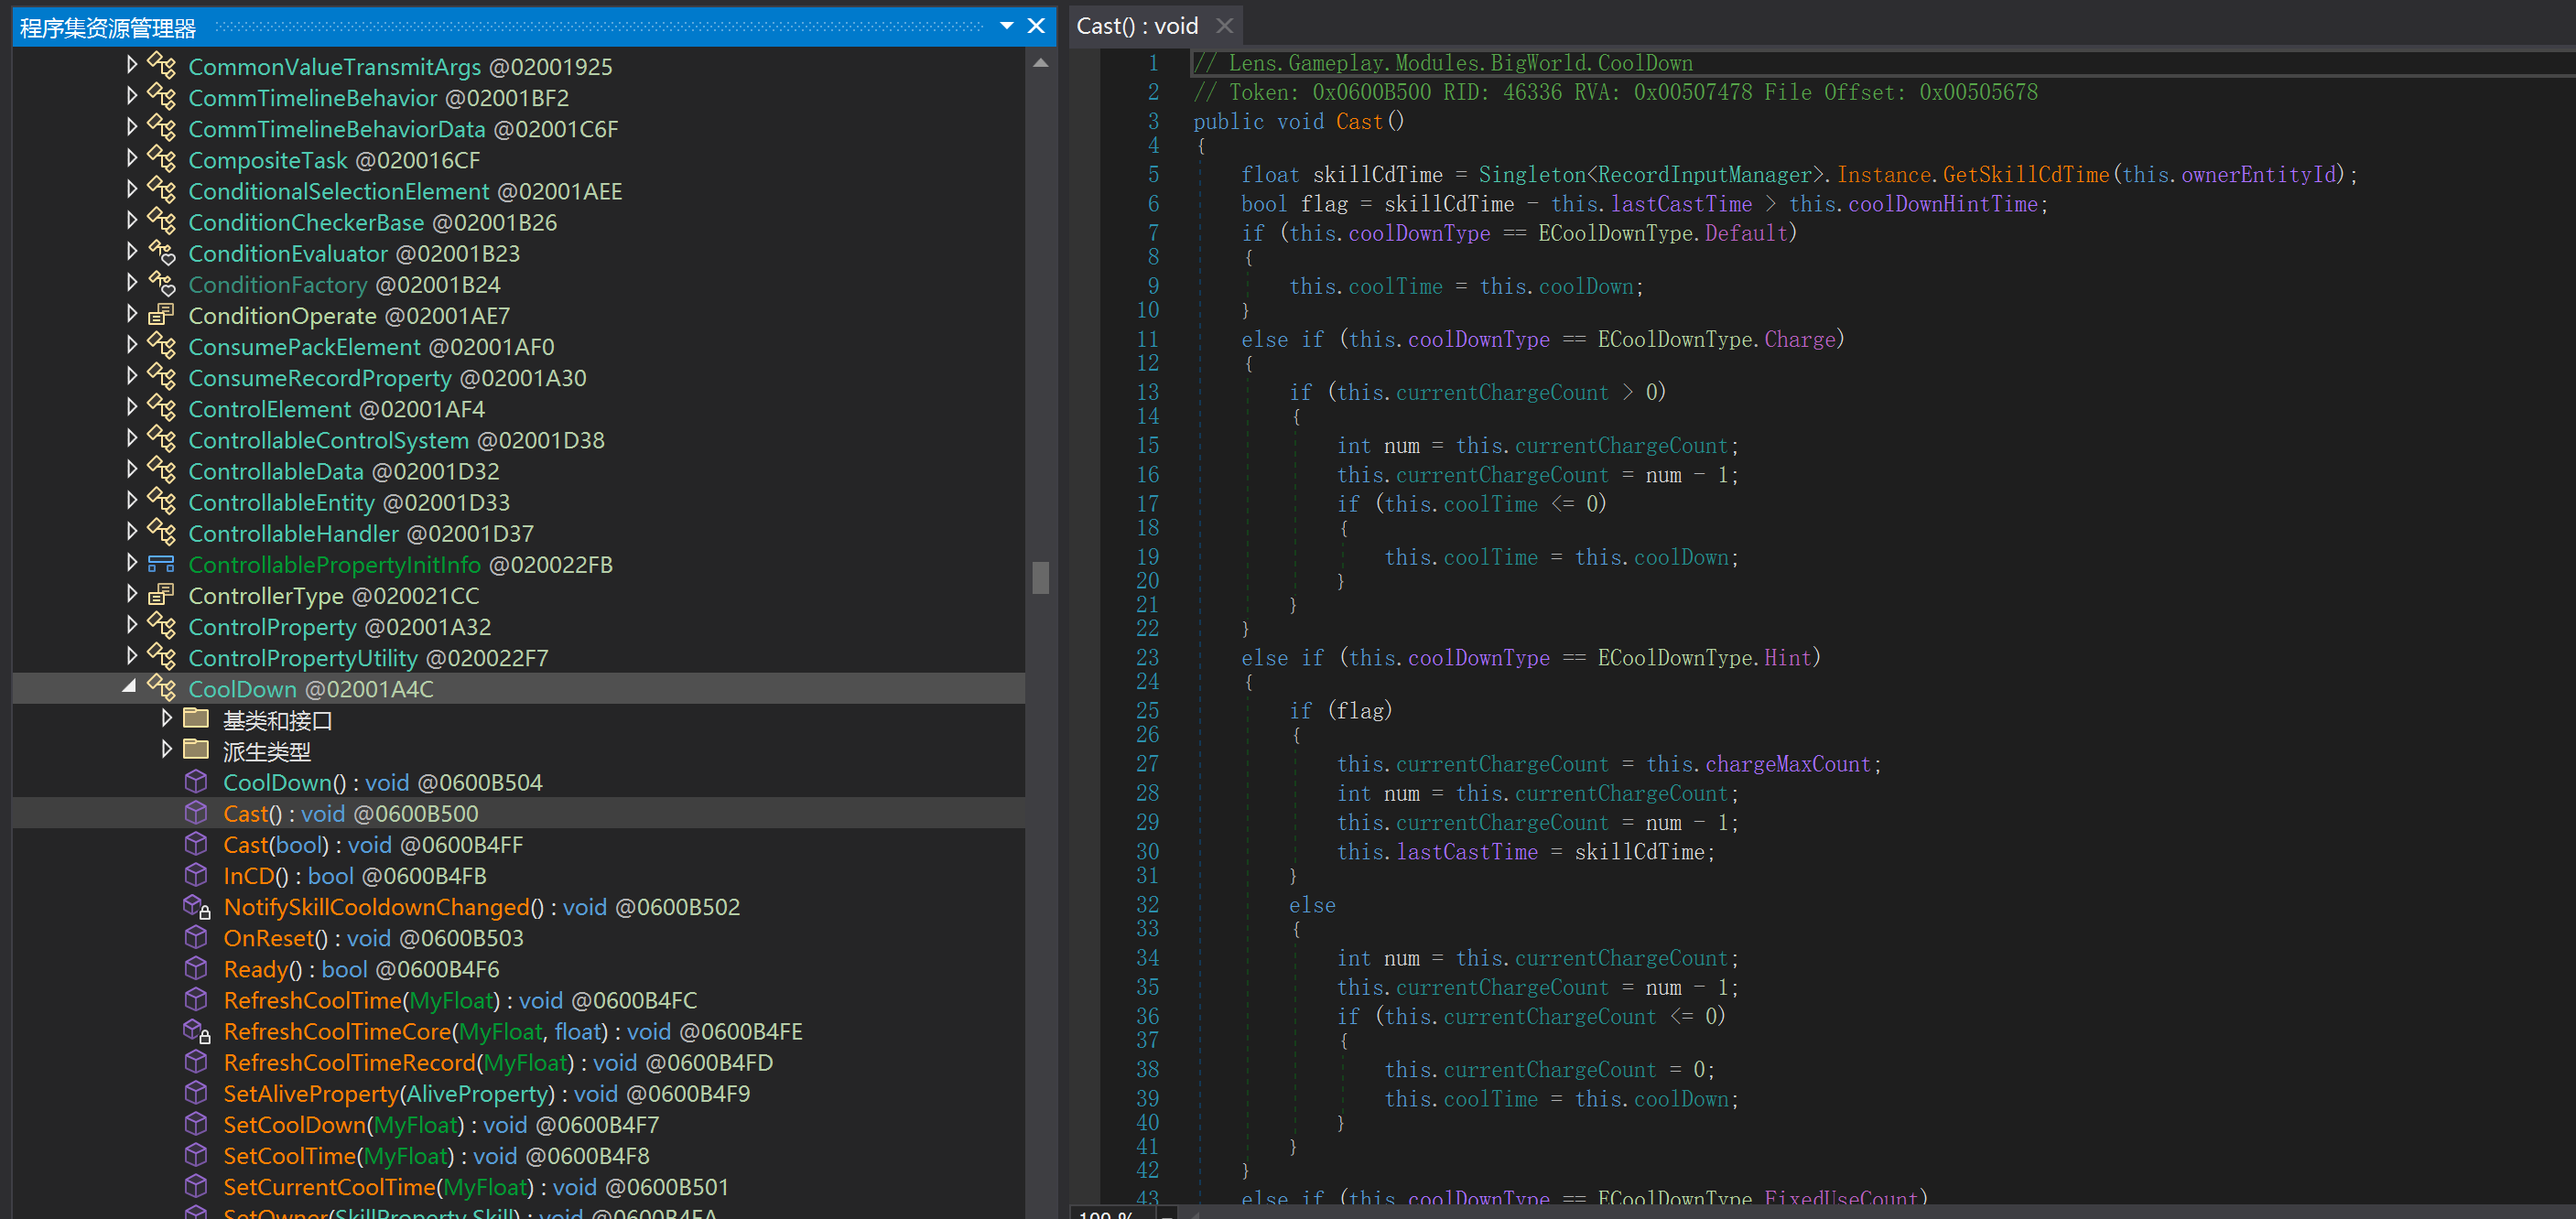 程序集资源管理器
CommonValueTransmitArgs @02001925
CommTimelineBehavior @02001BF2
CommTimelineBehaviorData @02001C6F
CompositeTask @020016CF
ConditionalSelectionElement @02001AEE
ConditionCheckerBase @02001B26
ConditionEvaluator @02001B23
ConditionFactory @02001B24
ConditionOperate @02001AE7
ConsumePackElement @02001AF0
ConsumeRecordProperty @02001A30
ControlElement @02001AF4
ControllableControlSystem @02001D38
ControllableData @02001D32
ControllableEntity @02001D33
ControllableHandler @02001D37
ControllablePropertyInitInfo @020022FB
ControllerType @020021CC
ControlProperty @02001A32
ControlPropertyUtility @020022F7
CoolDown @02001A4C
基类和接口
派生类型
CoolDown() : void @0600B504
Cast() : void @0600B500
Cast(bool) : void @0600B4FF
InCD() : bool @0600B4FB
NotifySkillCooldownChanged() : void @0600B502
OnReset() : void @0600B503
Ready() : bool @0600B4F6
RefreshCoolTime(MyFloat) : void @0600B4FC
RefreshCoolTimeCore(MyFloat, float) : void @0600B4FE
RefreshCoolTimeRecord(MyFloat) : void @0600B4FD
SetAliveProperty(AliveProperty) : void @0600B4F9
SetCoolDown(MyFloat) : void @0600B4F7
SetCoolTime(MyFloat) : void @0600B4F8
SetCurrentCoolTime(MyFloat) : void @0600B501
SetOwner(SkillProperty.Skill) : void @0600B4FA
Cast() : void
1 // Lens.Gameplay.Modules.BigWorld.CoolDown
2 // Token: 0x0600B500 RID: 46336 RVA: 0x00507478 File Offset: 0x00505678
3 public void Cast()
4 {
5 float skillCdTime = Singleton<RecordInputManager>.Instance.GetSkillCdTime(this.ownerEntityId);
6 bool flag = skillCdTime - this.lastCastTime > this.coolDownHintTime;
7 if (this.coolDownType == ECoolDownType.Default)
8 {
9 this.coolTime = this.coolDown;
10 }
11 else if (this.coolDownType == ECoolDownType.Charge)
12 {
13 if (this.currentChargeCount > 0)
14 {
15 int num = this.currentChargeCount;
16 this.currentChargeCount = num - 1;
17 if (this.coolTime <= 0)
18 {
19 this.coolTime = this.coolDown;
20 }
21 }
22 }
23 else if (this.coolDownType == ECoolDownType.Hint)
24 {
25 if (flag)
26 {
27 this.currentChargeCount = this.chargeMaxCount;
28 int num = this.currentChargeCount;
29 this.currentChargeCount = num - 1;
30 this.lastCastTime = skillCdTime;
31 }
32 else
33 {
34 int num = this.currentChargeCount;
35 this.currentChargeCount = num - 1;
36 if (this.currentChargeCount <= 0)
37 {
38 this.currentChargeCount = 0;
39 this.coolTime = this.coolDown;
40 }
41 }
42 }
43 else if (this.coolDownType == ECoolDownType.FixedUseCount)
100 %